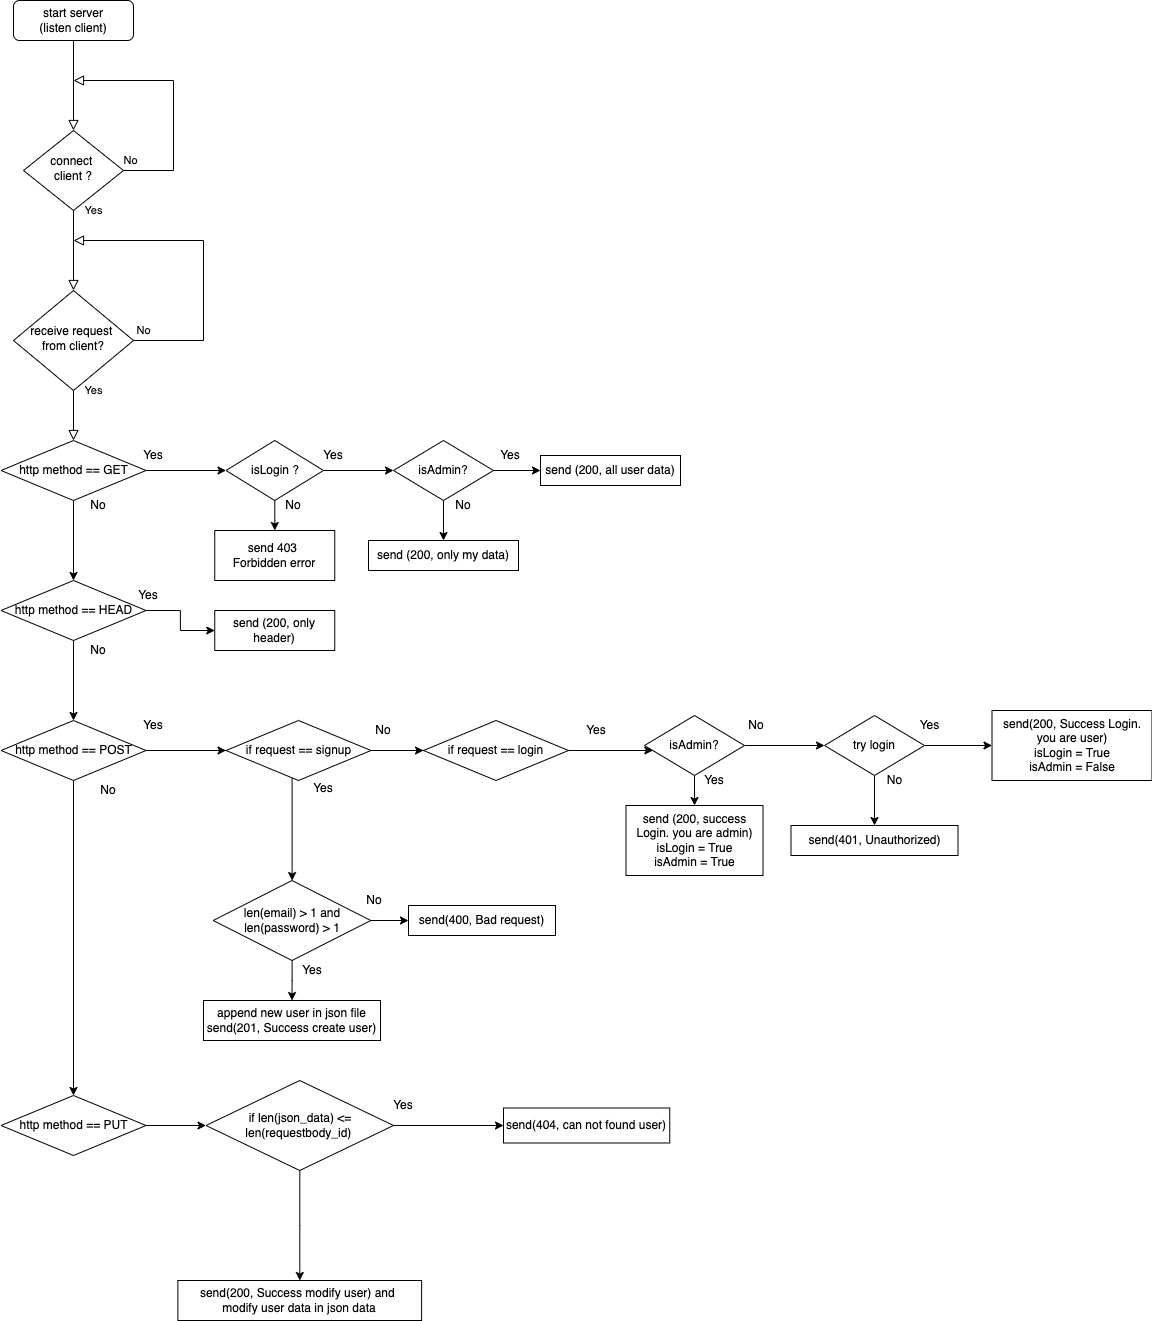 start server
(listen client)
connect
client ?
No
Yes
receive request
from client?
No
Yes
http method == GET
Yes
isLogin ?
Yes
isAdmin?
Yes
send (200, all user data)
No
No
No
send 403
Forbidden error
send (200, only my data)
http method == HEAD
Yes
send (200, only
header)
No
http method == POST
Yes
if request == signup
No
if request == login
Yes
isAdmin?
No
try login
Yes
send(200, Success Login.
you are user)
isLogin = True
isAdmin = False
No
Yes
Yes
No
send (200, success
Login. you are admin)
isLogin = True
isAdmin = True
send(401, Unauthorized)
len(email) > 1 and
len(password) > 1
No
send(400, Bad request)
Yes
append new user in json file
send(201, Success create user)
http method == PUT
if len(json_data) <=
len(requestbody_id)
Yes
send(404, can not found user)
send(200, Success modify user) and
modify user data in json data